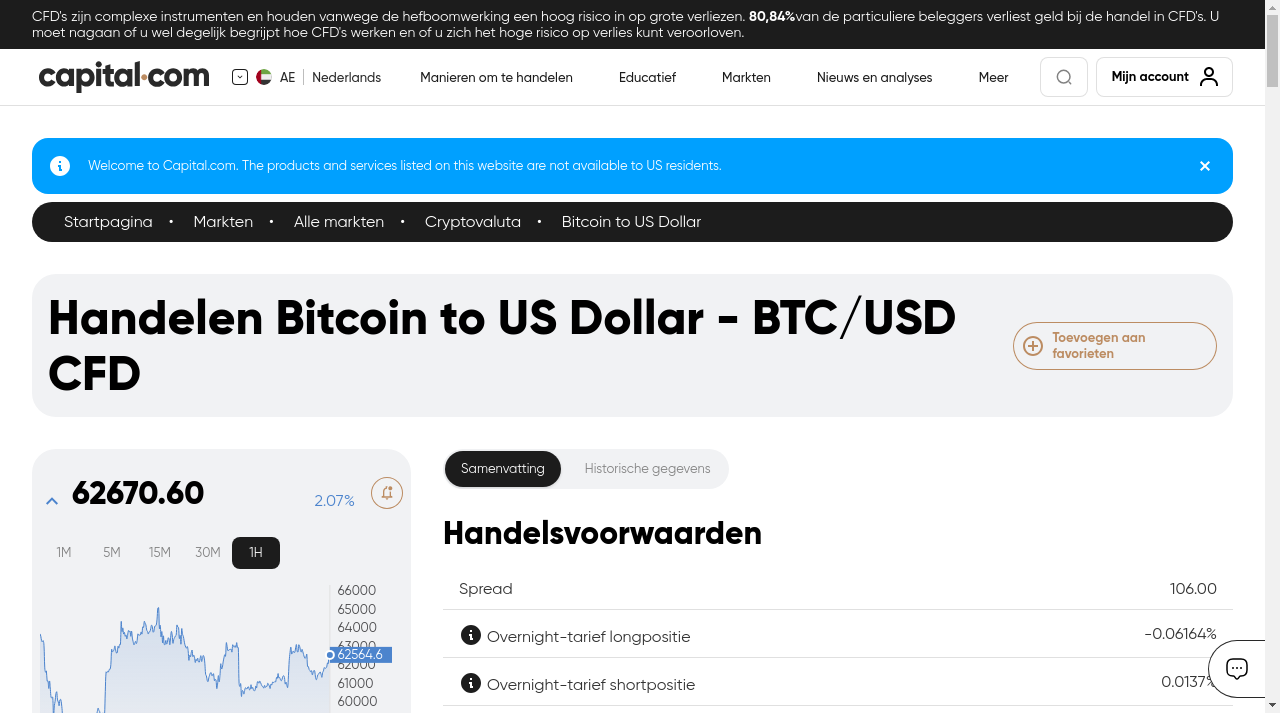 CFD's zijn complexe instrumenten en houden vanwege de hefboomwerking een hoog risico in op grote verliezen. 80,84%van de particuliere beleggers verliest geld bij de handel in CFD's. U
moet nagaan of u wel degelijk begrijpt hoe CFD's werken en of u zich het hoge risico op verlies kunt veroorloven.
capital.com
AE Nederlands
Manieren om te handelen
Educatief
Markten
Nieuws en analyses
Meer
Mijn account
Welcome to Capital.com. The products and services listed on this website are not available to US residents.
Startpagina • Markten • Alle markten • Cryptovaluta • Bitcoin to US Dollar
Handelen Bitcoin to US Dollar - BTC/USD
CFD
Toevoegen aan
favorieten
62670.60
2.07%
1M 5M 15M 30M 1H
66000
65000
64000
63000
62564.6
62000
61000
60000
Samenvatting
Historische gegevens
Handelsvoorwaarden
Spread 106.00
Overnight-tarief longpositie -0.06164%
Overnight-tarief shortpositie 0.0137%